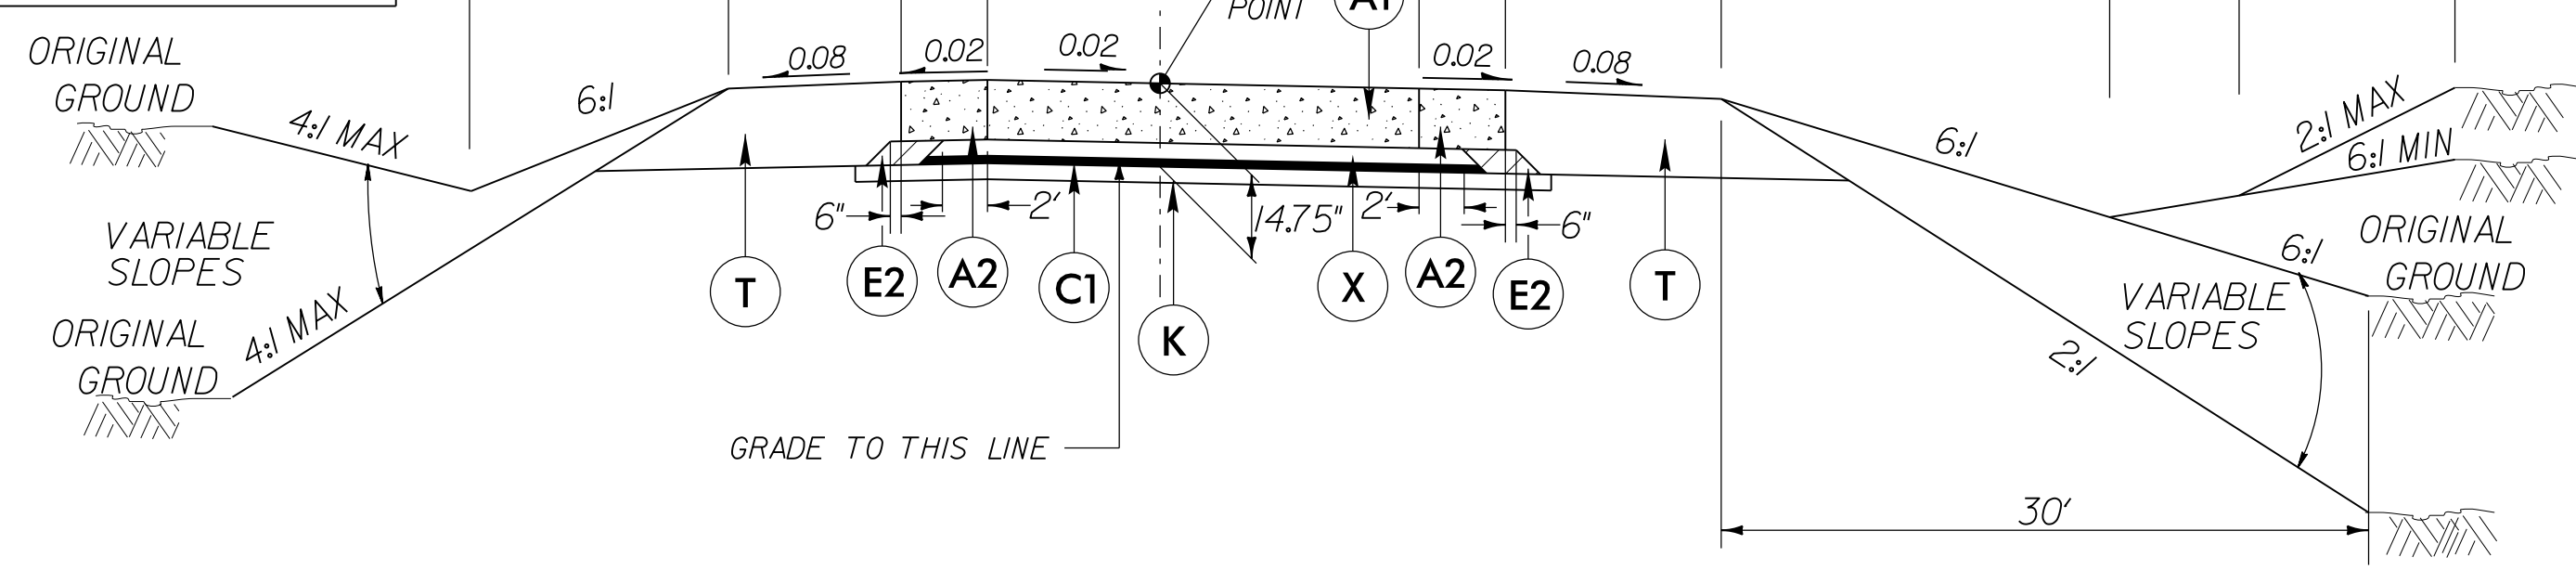 POINT
A1
ORIGINAL
GROUND
4:1 MAX
6:1
0.08
0.02
0.02
0.02
0.08
6:1
2:1 MAX
6:1 MIN
VARIABLE
SLOPES
6"
2'
14.75"
2'
6"
ORIGINAL
GROUND
6:1
T
E2
A2
C1
K
X
A2
E2
T
VARIABLE
SLOPES
ORIGINAL
GROUND
4:1 MAX
2:1
GRADE TO THIS LINE
30'